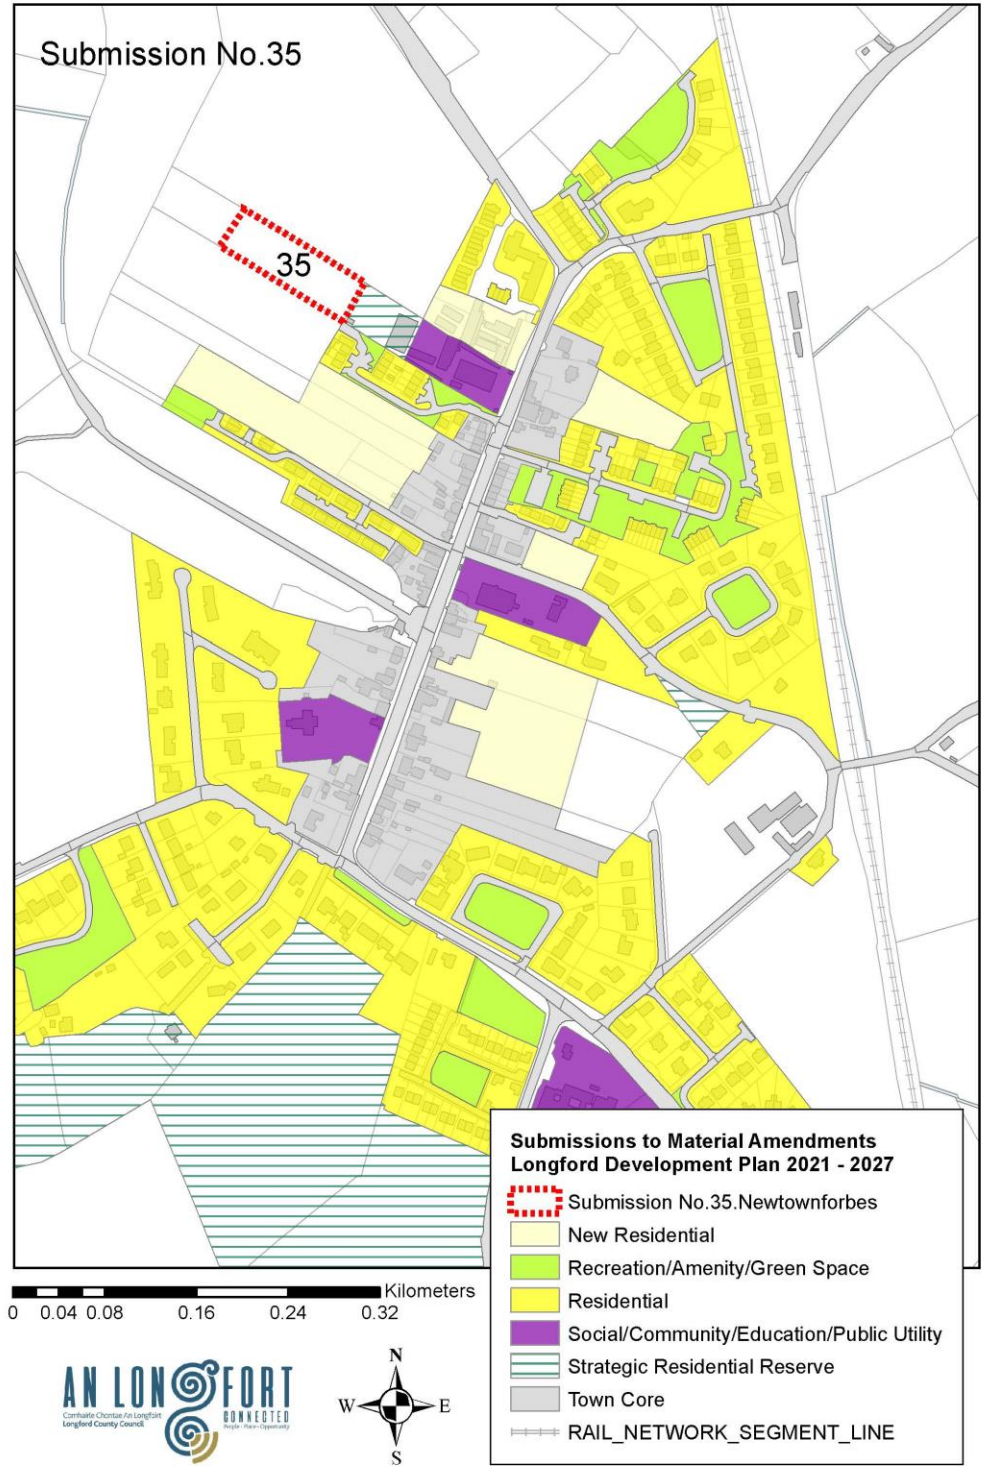 Submission No.35
35
Submissions to Material Amendments
Longford Development Plan 2021 - 2027
Submission No.35.Newtownforbes
New Residential
Recreation/Amenity/Green Space
Residential
Social/Community/Education/Public Utility
Strategic Residential Reserve
Town Core
RAIL_NETWORK_SEGMENT_LINE
Kilometers
0 0.04 0.08 0.16 0.24 0.32
AN LONGFORT
Comhairle Chontae An Longfoirt
Longford County Council
CONNECTED
People - Place - Opportunity
N
W E
S